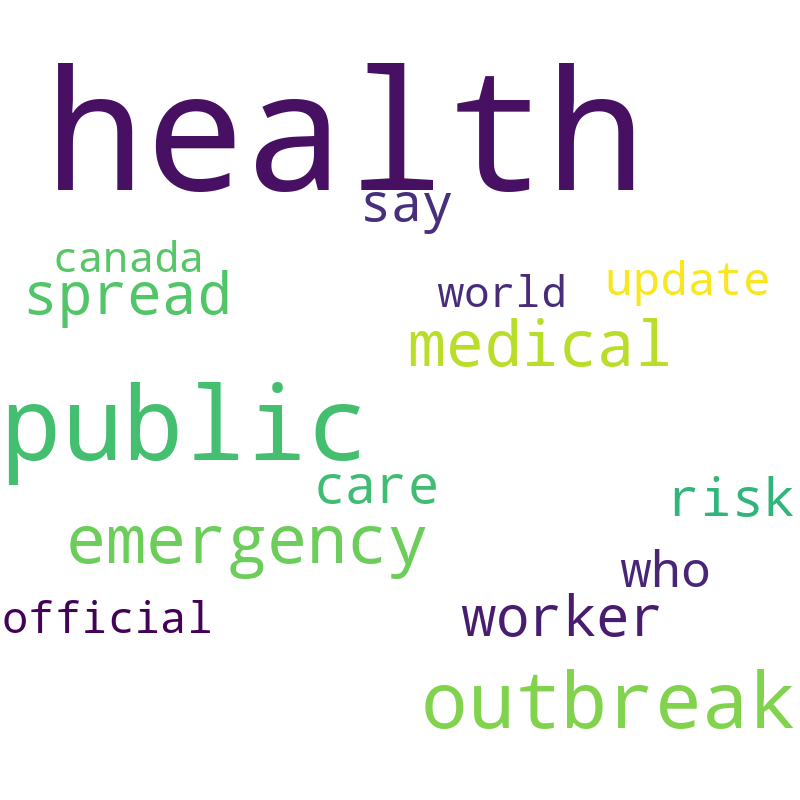 health
say
canada
spread
world
update
medical
public
care
risk
emergency
who
official
worker
outbreak